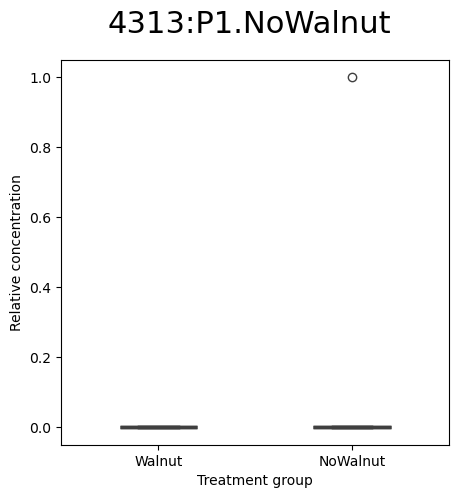 4313:P1.NoWalnut
1.0
0.8
0.6
0.4
0.2
0.0
Relative concentration
Walnut
NoWalnut
Treatment group